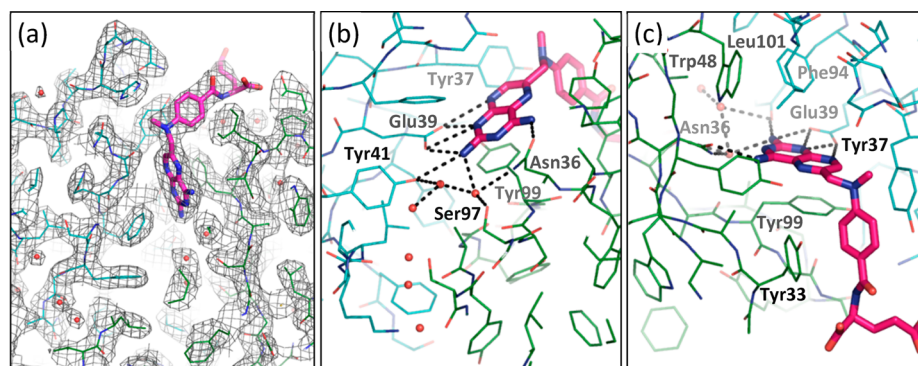 (a)
(b)
Tyr37
Glu39
Tyr41
Asn36
Tyr99
Ser97
(c)
Leu101
Trp48
Phe94
Glu39
Asn36
Tyr37
Tyr99
Tyr33